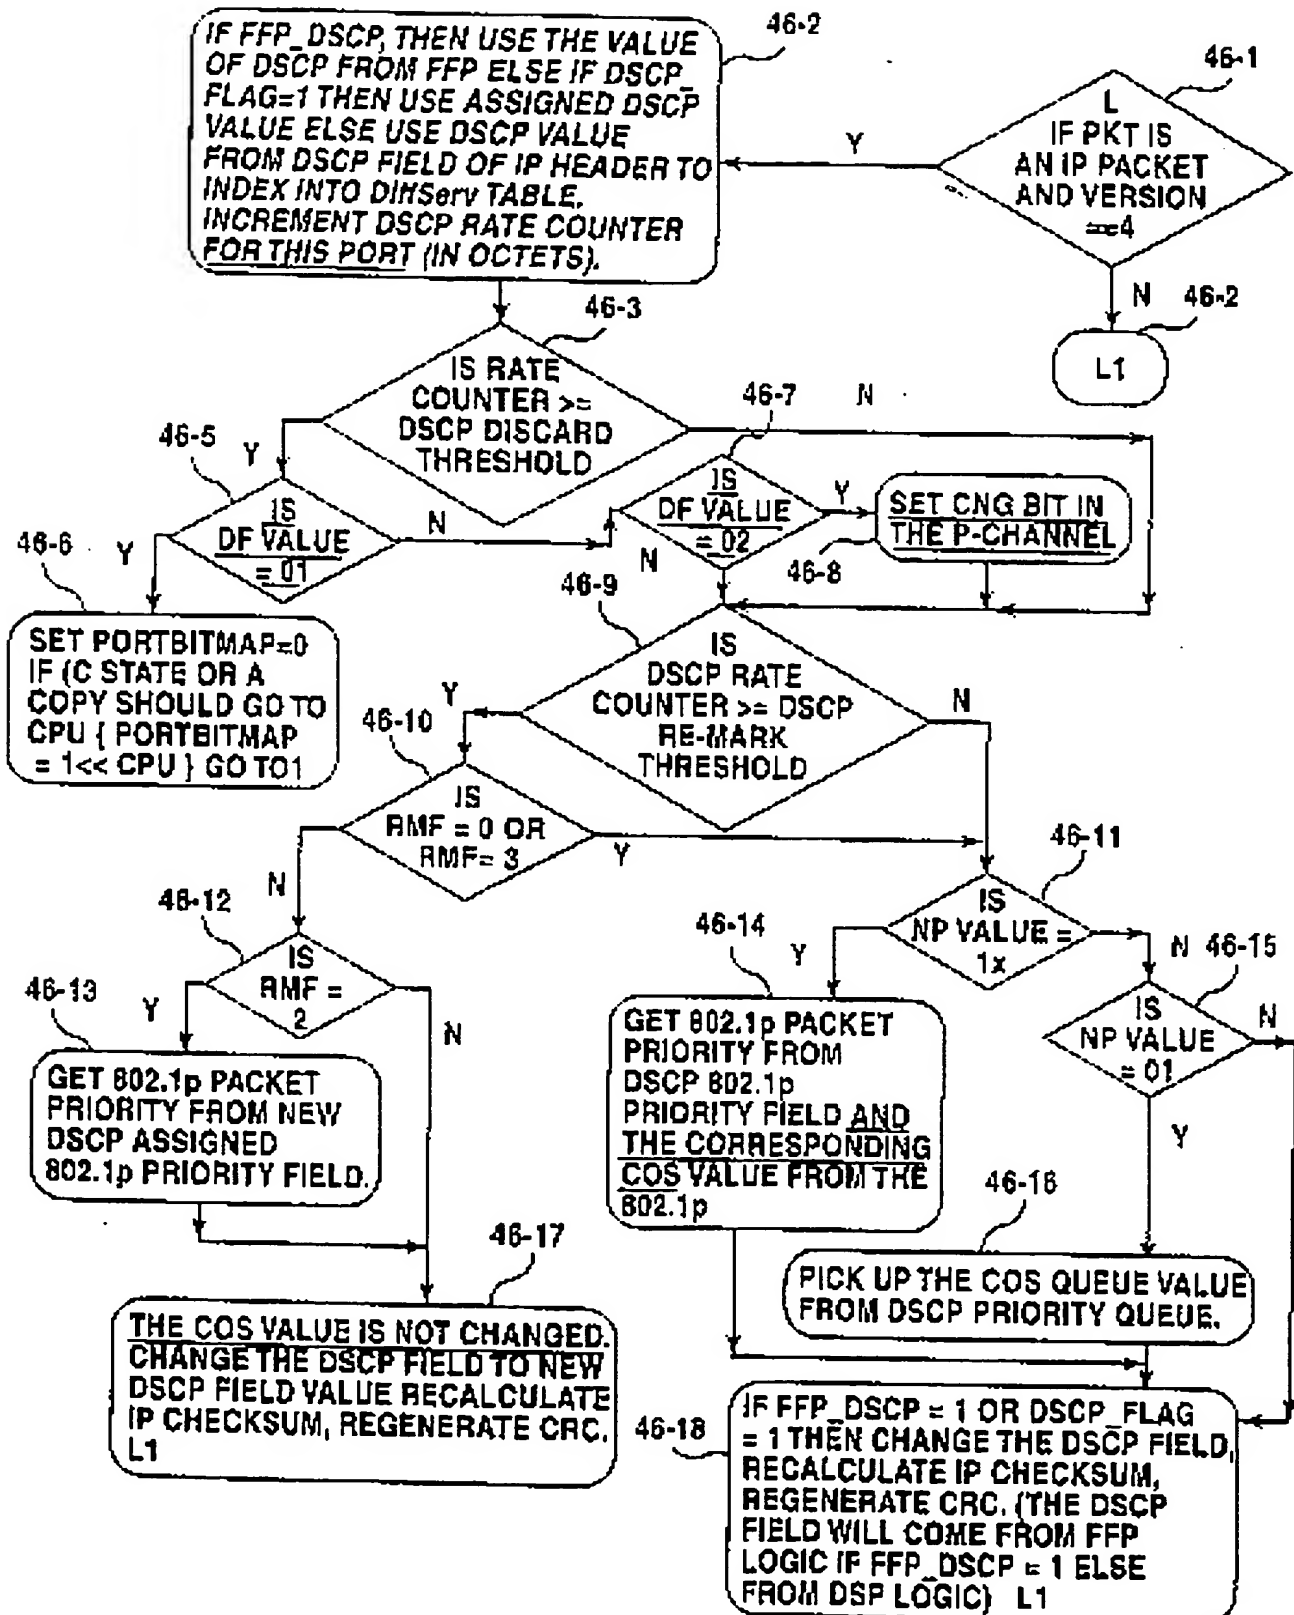 46-2
IF FFP_DSCP, THEN USE THE VALUE
OF DSCP FROM FFP ELSE IF DSCP_
FLAG=1 THEN USE ASSIGNED DSCP
VALUE ELSE USE DSCP VALUE
FROM DSCP FIELD OF IP HEADER TO
INDEX INTO DiffServ TABLE.
INCREMENT DSCP RATE COUNTER
FOR THIS PORT (IN OCTETS).
46-1
L
IF PKT IS
AN IP PACKET
AND VERSION
==4
Y
N
46-2
L1
46-3
IS RATE
COUNTER >=
DSCP DISCARD
THRESHOLD
Y
N
46-5
IS
DF VALUE
= 01
Y
N
46-7
IS
DF VALUE
= 02
Y
N
SET CNG BIT IN
THE P-CHANNEL
46-8
46-6
SET PORTBITMAP=0
IF (C STATE OR A
COPY SHOULD GO TO
CPU { PORTBITMAP
= 1<< CPU } GO TO1
46-9
IS
DSCP RATE
COUNTER >= DSCP
RE-MARK
THRESHOLD
Y
N
46-10
IS
RMF = 0 OR
RMF= 3
Y
N
46-11
IS
NP VALUE =
1x
Y
N
46-12
IS
RMF =
2
Y
N
46-13
GET 802.1p PACKET
PRIORITY FROM NEW
DSCP ASSIGNED
802.1p PRIORITY FIELD.
46-14
GET 802.1p PACKET
PRIORITY FROM
DSCP 802.1p
PRIORITY FIELD AND
THE CORRESPONDING
COS VALUE FROM THE
802.1p
46-15
IS
NP VALUE
= 01
N
Y
46-16
PICK UP THE COS QUEUE VALUE
FROM DSCP PRIORITY QUEUE.
46-17
THE COS VALUE IS NOT CHANGED.
CHANGE THE DSCP FIELD TO NEW
DSCP FIELD VALUE RECALCULATE
IP CHECKSUM, REGENERATE CRC.
L1
46-18
IF FFP_DSCP = 1 OR DSCP_FLAG
= 1 THEN CHANGE THE DSCP FIELD,
RECALCULATE IP CHECKSUM,
REGENERATE CRC. (THE DSCP
FIELD WILL COME FROM FFP
LOGIC IF FFP_DSCP = 1 ELSE
FROM DSP LOGIC) L1